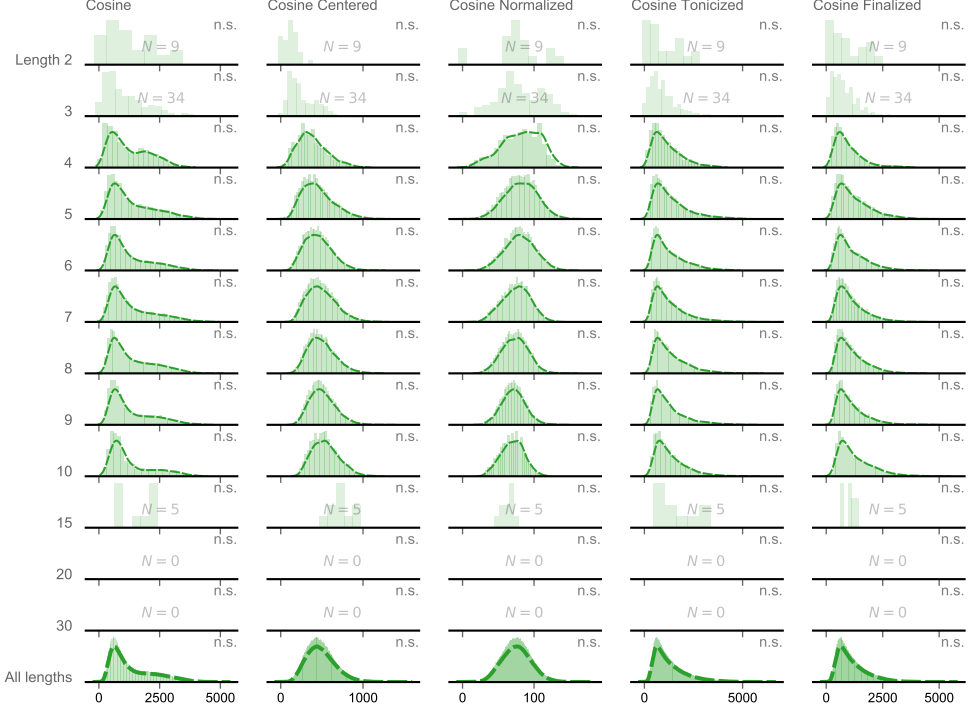 Cosine Cosine Centered Cosine Normalized Cosine Tonicized Cosine Finalized
n.s. n.s. n.s. n.s. n.s.
N = 9 N = 9 N = 9 N = 9 N = 9
Length 2
n.s. n.s. n.s. n.s. n.s.
N = 34 N = 34 N = 34 N = 34 N = 34
3
n.s. n.s. n.s. n.s. n.s.
4
n.s. n.s. n.s. n.s. n.s.
5
n.s. n.s. n.s. n.s. n.s.
6
n.s. n.s. n.s. n.s. n.s.
7
n.s. n.s. n.s. n.s. n.s.
8
n.s. n.s. n.s. n.s. n.s.
9
n.s. n.s. n.s. n.s. n.s.
10
n.s. n.s. n.s. n.s. n.s.
N = 5 N = 5 N = 5 N = 5 N = 5
15
n.s. n.s. n.s. n.s. n.s.
N = 0 N = 0 N = 0 N = 0 N = 0
20
n.s. n.s. n.s. n.s. n.s.
N = 0 N = 0 N = 0 N = 0 N = 0
30
n.s. n.s. n.s. n.s. n.s.
All lengths
0 2500 5000 0 1000 0 100 0 5000 0 2500 5000